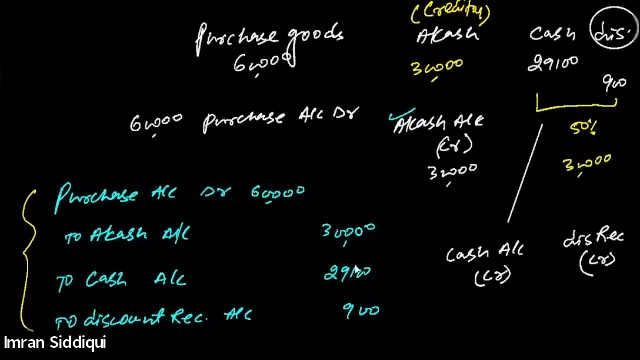 (Creditor)
Purchase goods Akash Cash dis.
60,000 30,000 29100
900
60,000 Purchase A/c Dr ✓Akash A/c 50%
(Cr)
30,000 30,000
Purchase A/c Dr 60,000
To Akash A/c 30,000
To Cash A/c 29100
To discount Rec. A/c 900
Cash A/c dis Rec
(Cr) (Cr)
Imran Siddiqui